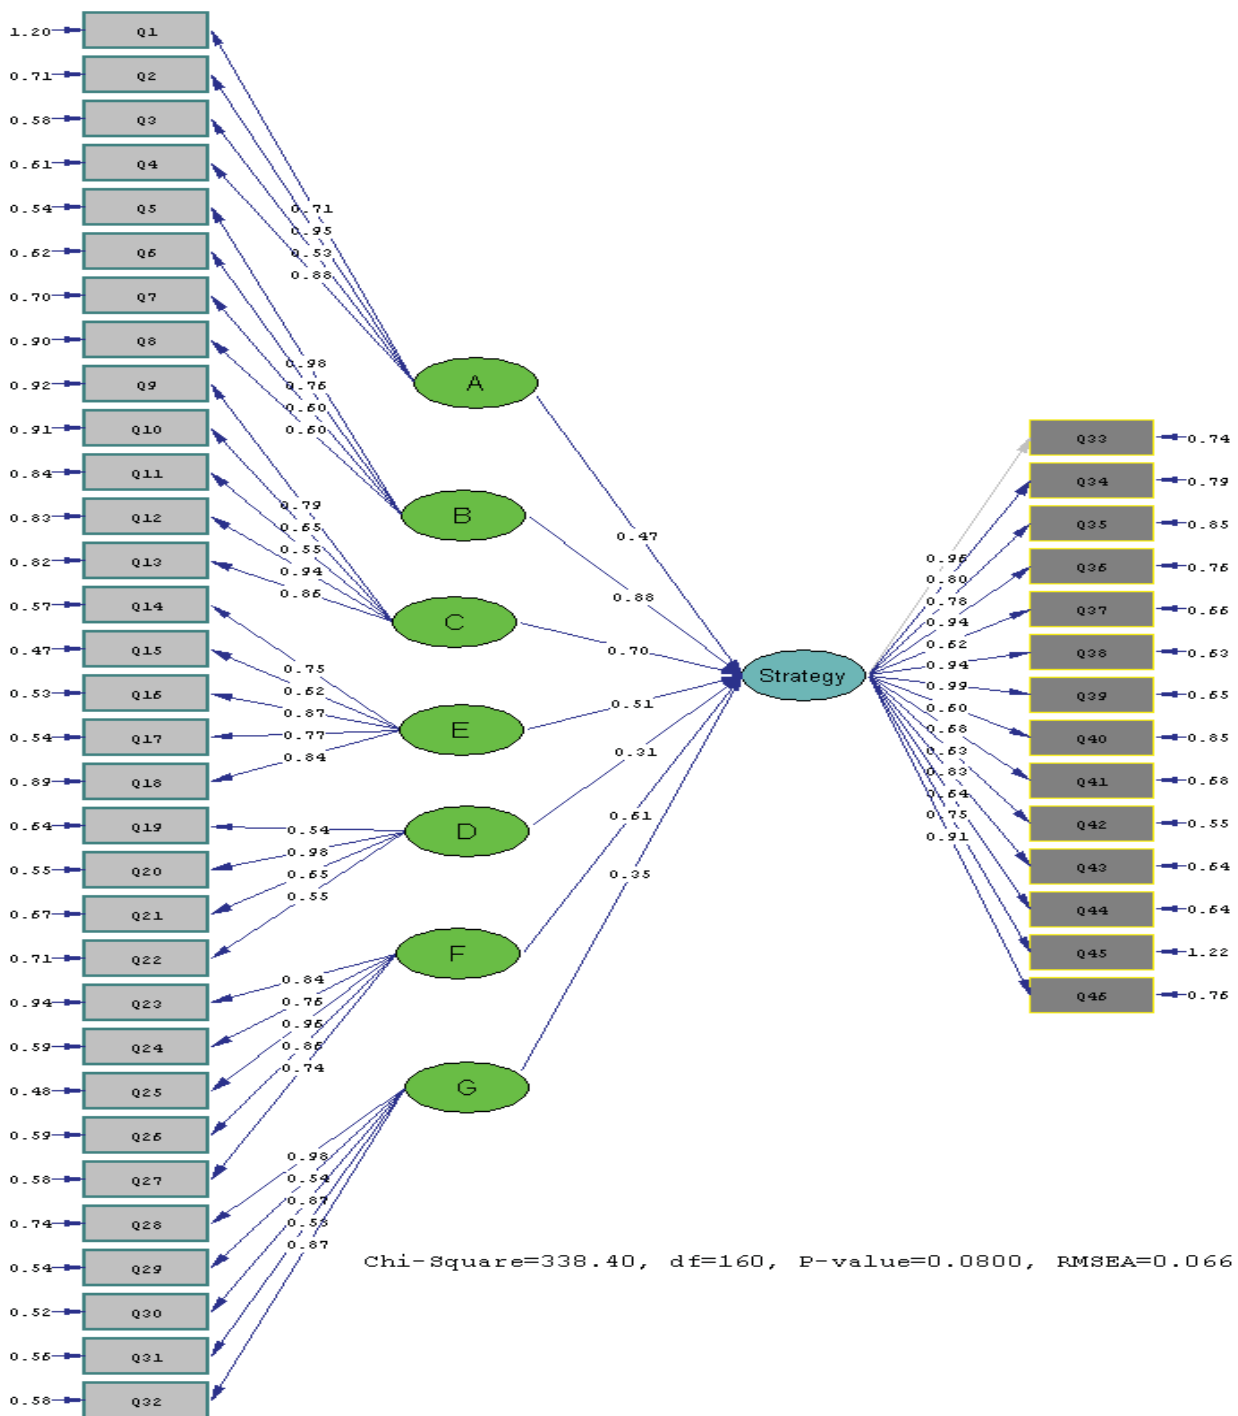 1.20 Q1
0.71 Q2
0.58 Q3
0.61 Q4
0.54 Q5
0.62 Q6
0.70 Q7
0.90 Q8
0.92 Q9
0.91 Q10
0.84 Q11
0.83 Q12
0.82 Q13
0.57 Q14
0.47 Q15
0.53 Q16
0.54 Q17
0.89 Q18
0.64 Q19
0.55 Q20
0.67 Q21
0.71 Q22
0.94 Q23
0.59 Q24
0.48 Q25
0.59 Q26
0.58 Q27
0.74 Q28
0.54 Q29
0.52 Q30
0.56 Q31
0.58 Q32
0.71
0.95
0.53
0.88
0.98
0.76
0.60
0.60
0.79
0.65
0.55
0.94
0.86
0.75
0.62
0.87
0.77
0.84
0.54
0.98
0.65
0.55
0.84
0.76
0.96
0.86
0.74
0.98
0.54
0.87
0.53
0.87
A
B
C
E
D
F
G
0.47
0.88
0.70
0.51
0.31
0.61
0.35
Strategy
0.96
0.80
0.78
0.94
0.62
0.94
0.99
0.60
0.68
0.63
0.83
0.64
0.75
0.91
Q33 0.74
Q34 0.79
Q35 0.85
Q36 0.76
Q37 0.66
Q38 0.63
Q39 0.65
Q40 0.85
Q41 0.68
Q42 0.55
Q43 0.64
Q44 0.64
Q45 1.22
Q46 0.76
Chi-Square=338.40, df=160, P-value=0.0800, RMSEA=0.066